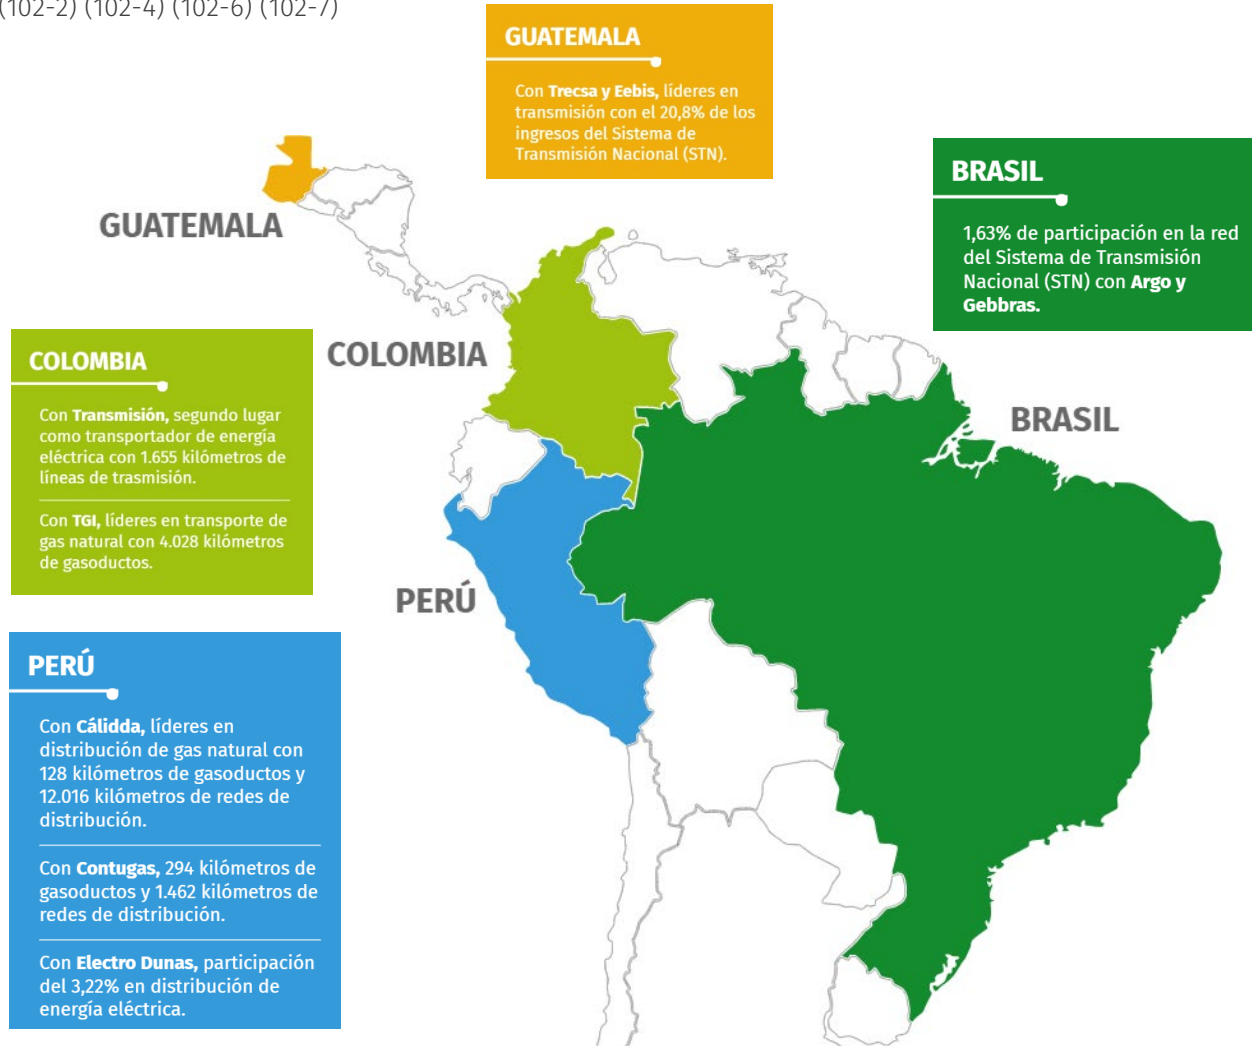 (102-2) (102-4) (102-6) (102-7)
GUATEMALA
Con Trecsa y Eebis, líderes en
transmisión con el 20,8% de los
ingresos del Sistema de
Transmisión Nacional (STN).
BRASIL
1,63% de participación en la red
del Sistema de Transmisión
Nacional (STN) con Argo y
Gebbras.
GUATEMALA
COLOMBIA
BRASIL
PERÚ
COLOMBIA
Con Transmisión, segundo lugar
como transportador de energía
eléctrica con 1.655 kilómetros de
líneas de trasmisión.
Con TGI, líderes en transporte de
gas natural con 4.028 kilómetros
de gasoductos.
PERÚ
Con Cálidda, líderes en
distribución de gas natural con
128 kilómetros de gasoductos y
12.016 kilómetros de redes de
distribución.
Con Contugas, 294 kilómetros de
gasoductos y 1.462 kilómetros de
redes de distribución.
Con Electro Dunas, participación
del 3,22% en distribución de
energía eléctrica.